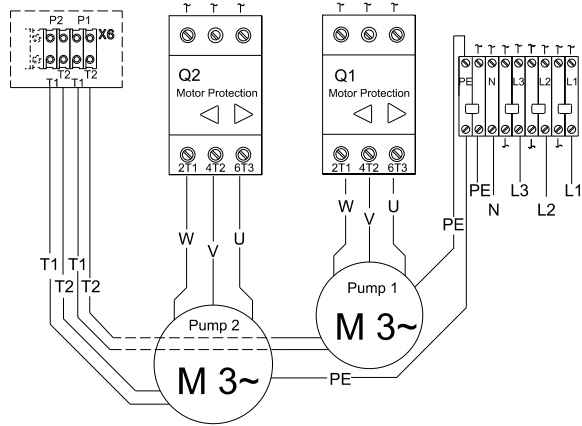 P2 P1
X6
T2 T2
T1 T1
Q2
Motor Protection
2T1 4T2 6T3
Q1
Motor Protection
2T1 4T2 6T3
PE N L3 L2 L1
PE L3 L1
N L2
W V U
W V U
PE
T1 T1
T2 T2
Pump 1
M 3~
Pump 2
M 3~
PE